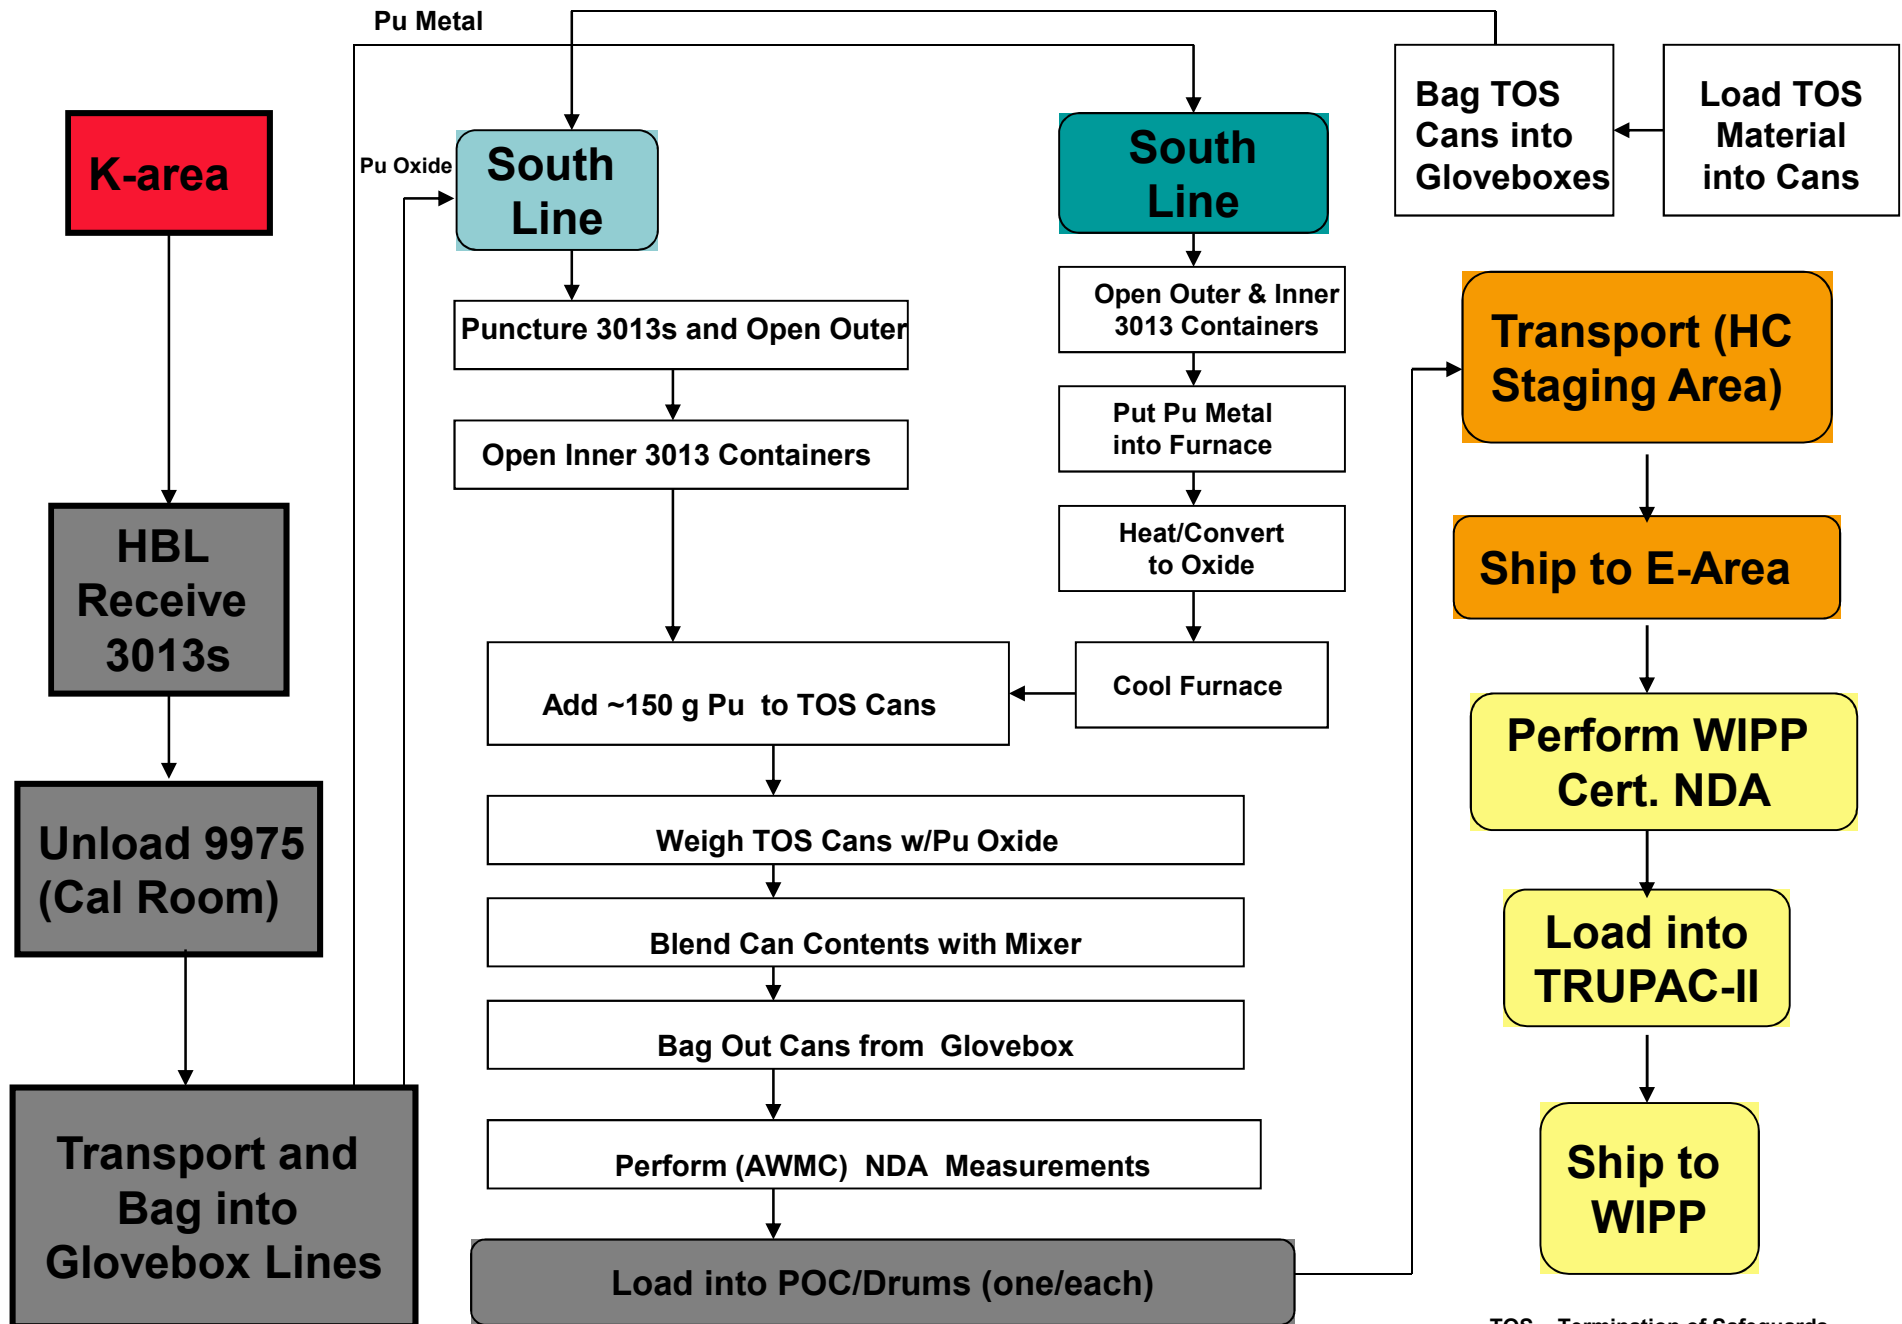 Pu Metal
K-area
HBL
Receive
3013s
Unload 9975
(Cal Room)
Transport and
Bag into
Glovebox Lines
Pu Oxide
South
Line
Puncture 3013s and Open Outer
Open Inner 3013 Containers
South
Line
Open Outer & Inner
3013 Containers
Put Pu Metal
into Furnace
Heat/Convert
to Oxide
Cool Furnace
Add ~150 g Pu to TOS Cans
Weigh TOS Cans w/Pu Oxide
Blend Can Contents with Mixer
Bag Out Cans from Glovebox
Perform (AWMC) NDA Measurements
Load into POC/Drums (one/each)
Bag TOS
Cans into
Gloveboxes
Load TOS
Material
into Cans
Transport (HC
Staging Area)
Ship to E-Area
Perform WIPP
Cert. NDA
Load into
TRUPAC-II
Ship to
WIPP
TOS – Termination of Safeguards